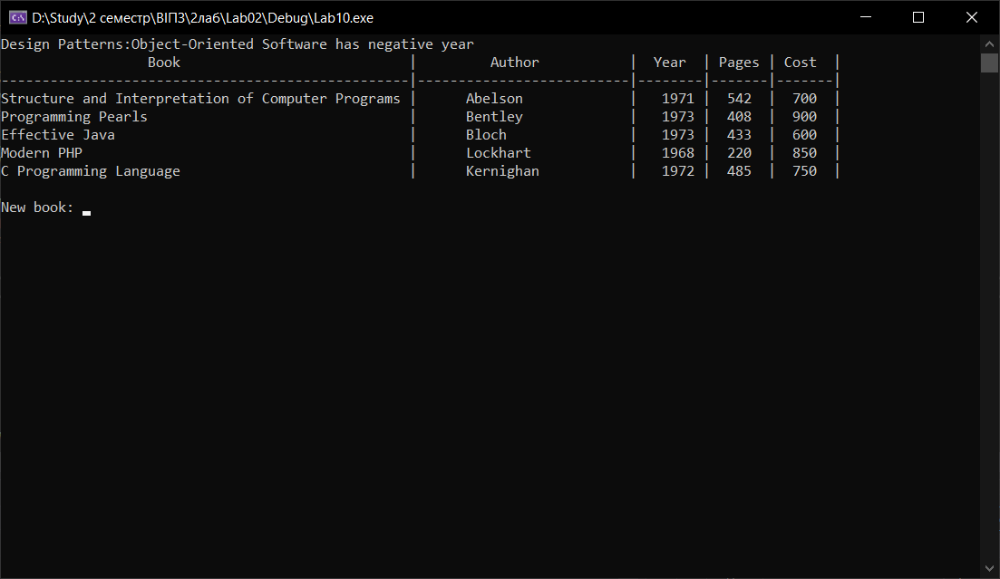 D:\Study\2 семестр\ВІПЗ\2лаб\Lab02\Debug\Lab10.exe
Design Patterns:Object-Oriented Software has negative year
                  Book                            |         Author           |  Year  | Pages | Cost  |
--------------------------------------------------|--------------------------|--------|-------|-------|
Structure and Interpretation of Computer Programs |      Abelson             |   1971 |  542  |  700  |
Programming Pearls                                |      Bentley             |   1973 |  408  |  900  |
Effective Java                                    |      Bloch               |   1973 |  433  |  600  |
Modern PHP                                        |      Lockhart            |   1968 |  220  |  850  |
C Programming Language                            |      Kernighan           |   1972 |  485  |  750  |
New book: